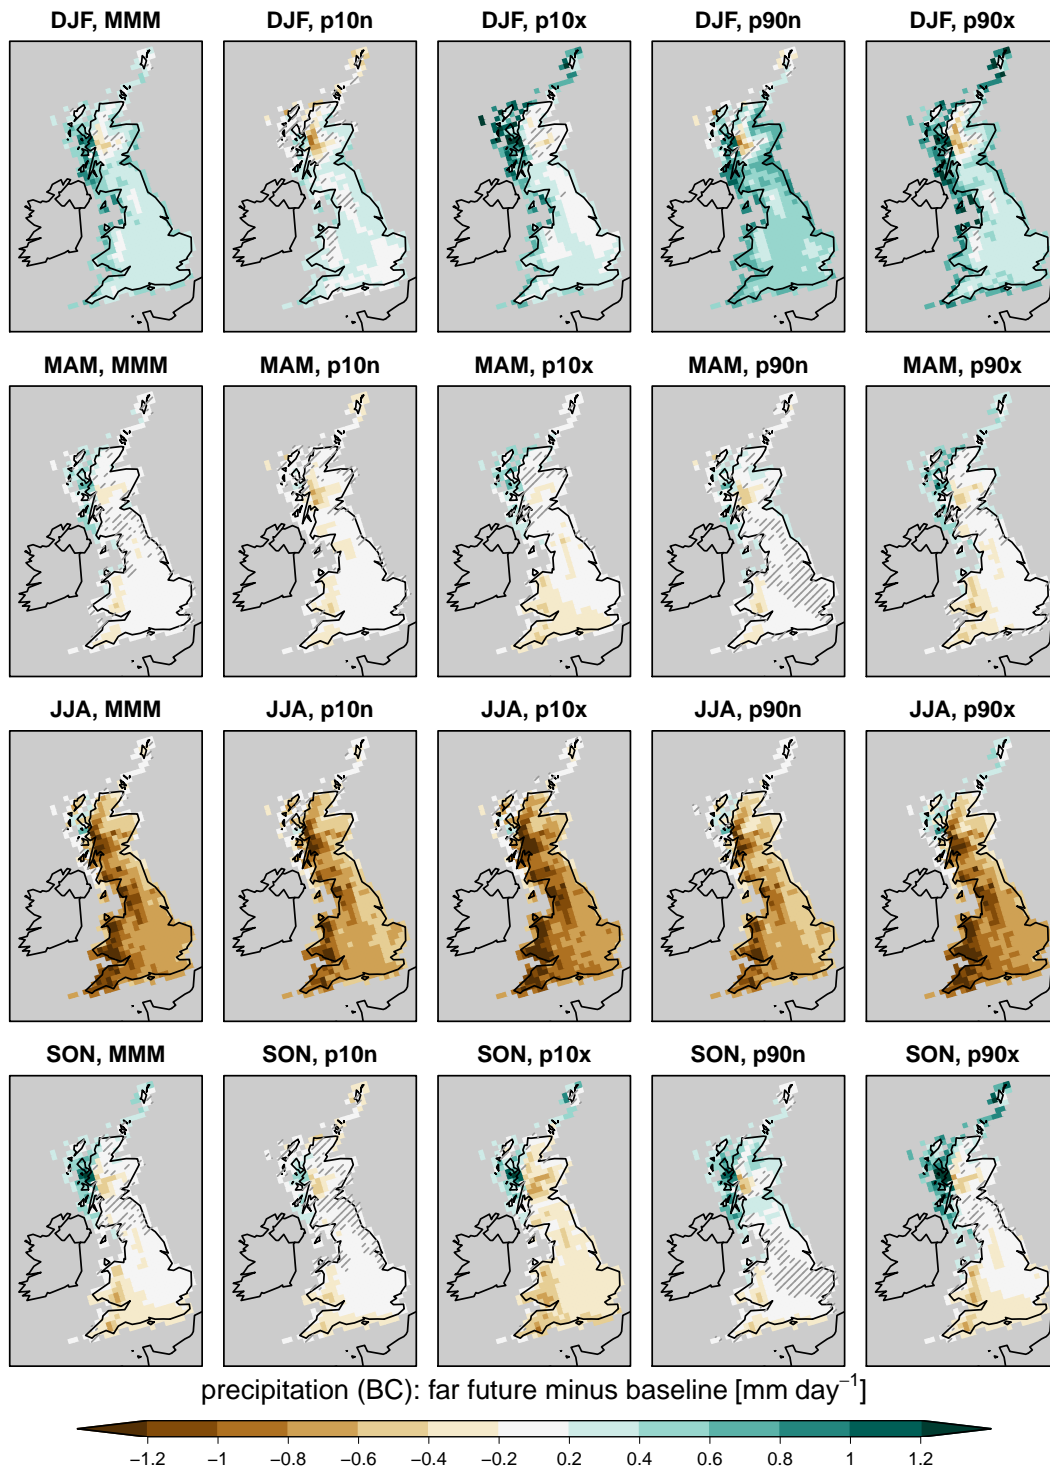 DJF, MMM DJF, p10n DJF, p10x DJF, p90n DJF, p90x
MAM, MMM MAM, p10n MAM, p10x MAM, p90n MAM, p90x
JJA, MMM JJA, p10n JJA, p10x JJA, p90n JJA, p90x
SON, MMM SON, p10n SON, p10x SON, p90n SON, p90x
precipitation (BC): far future minus baseline [mm day⁻¹]
−1.2 −1 −0.8 −0.6 −0.4 −0.2 0.2 0.4 0.6 0.8 1 1.2